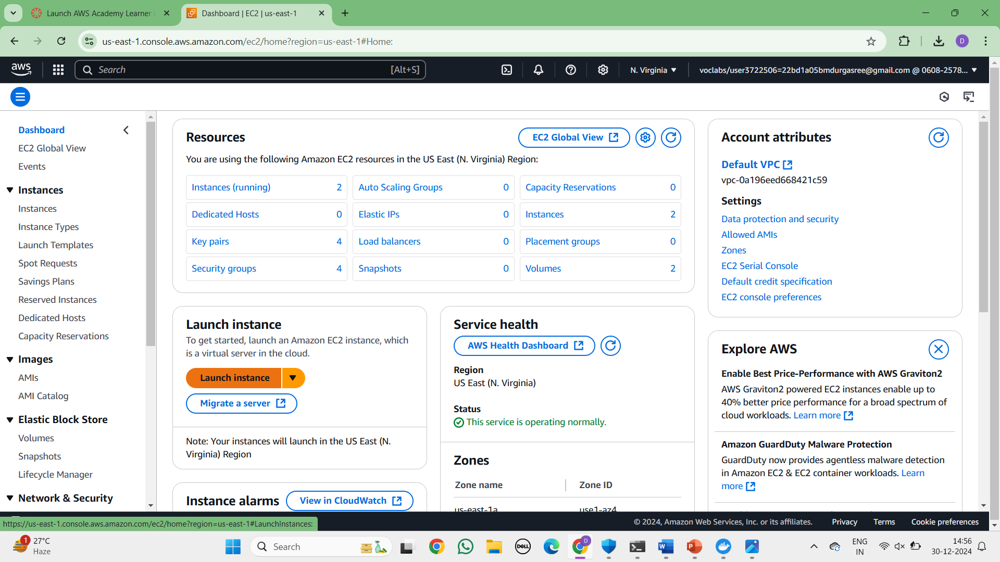 Launch AWS Academy Learner L
Dashboard | EC2 | us-east-1
us-east-1.console.aws.amazon.com/ec2/home?region=us-east-1#Home:
D
aws
Search
[Alt+S]
N. Virginia
voclabs/user3722506=22bd1a05bmdurgasree@gmail.com @ 0608-2578...
Dashboard
EC2 Global View
Events
Instances
Instances
Instance Types
Launch Templates
Spot Requests
Savings Plans
Reserved Instances
Dedicated Hosts
Capacity Reservations
Images
AMIs
AMI Catalog
Elastic Block Store
Volumes
Snapshots
Lifecycle Manager
Network & Security
Resources
EC2 Global View
You are using the following Amazon EC2 resources in the US East (N. Virginia) Region:
Instances (running) 2
Auto Scaling Groups 0
Capacity Reservations 0
Dedicated Hosts 0
Elastic IPs 0
Instances 2
Key pairs 4
Load balancers 0
Placement groups 0
Security groups 4
Snapshots 0
Volumes 2
Launch instance
To get started, launch an Amazon EC2 instance, which
is a virtual server in the cloud.
Launch instance
Migrate a server
Note: Your instances will launch in the US East (N.
Virginia) Region
Instance alarms
View in CloudWatch
Service health
AWS Health Dashboard
Region
US East (N. Virginia)
Status
This service is operating normally.
Zones
Zone name
Zone ID
us-east-1a
use1-az4
Account attributes
Default VPC
vpc-0a196eed668421c59
Settings
Data protection and security
Allowed AMIs
Zones
EC2 Serial Console
Default credit specification
EC2 console preferences
Explore AWS
Enable Best Price-Performance with AWS Graviton2
AWS Graviton2 powered EC2 instances enable up to
40% better price performance for a broad spectrum of
cloud workloads. Learn more
Amazon GuardDuty Malware Protection
GuardDuty now provides agentless malware detection
in Amazon EC2 & EC2 container workloads. Learn
more
https://us-east-1.console.aws.amazon.com/ec2/home?region=us-east-1#LaunchInstances:
© 2024, Amazon Web Services, Inc. or its affiliates.
Privacy
Terms
Cookie preferences
1
27°C
Haze
Search
DELL
D
W
P
ENG
IN
14:56
30-12-2024